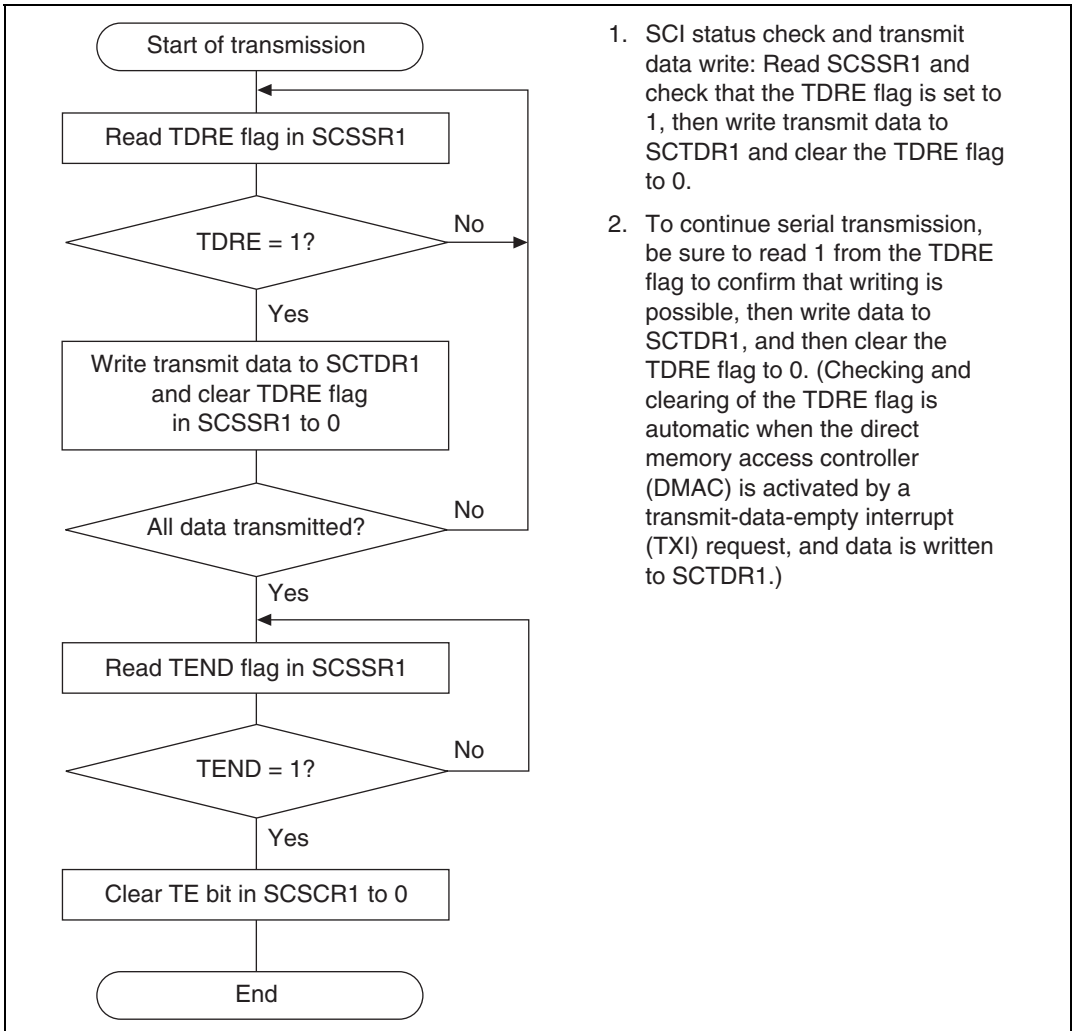 Start of transmission
Read TDRE flag in SCSSR1
TDRE = 1?
No
Yes
Write transmit data to SCTDR1
and clear TDRE flag
in SCSSR1 to 0
All data transmitted?
No
Yes
Read TEND flag in SCSSR1
TEND = 1?
No
Yes
Clear TE bit in SCSCR1 to 0
End
1. SCI status check and transmit
data write: Read SCSSR1 and
check that the TDRE flag is set to
1, then write transmit data to
SCTDR1 and clear the TDRE flag
to 0.
2. To continue serial transmission,
be sure to read 1 from the TDRE
flag to confirm that writing is
possible, then write data to
SCTDR1, and then clear the
TDRE flag to 0. (Checking and
clearing of the TDRE flag is
automatic when the direct
memory access controller
(DMAC) is activated by a
transmit-data-empty interrupt
(TXI) request, and data is written
to SCTDR1.)